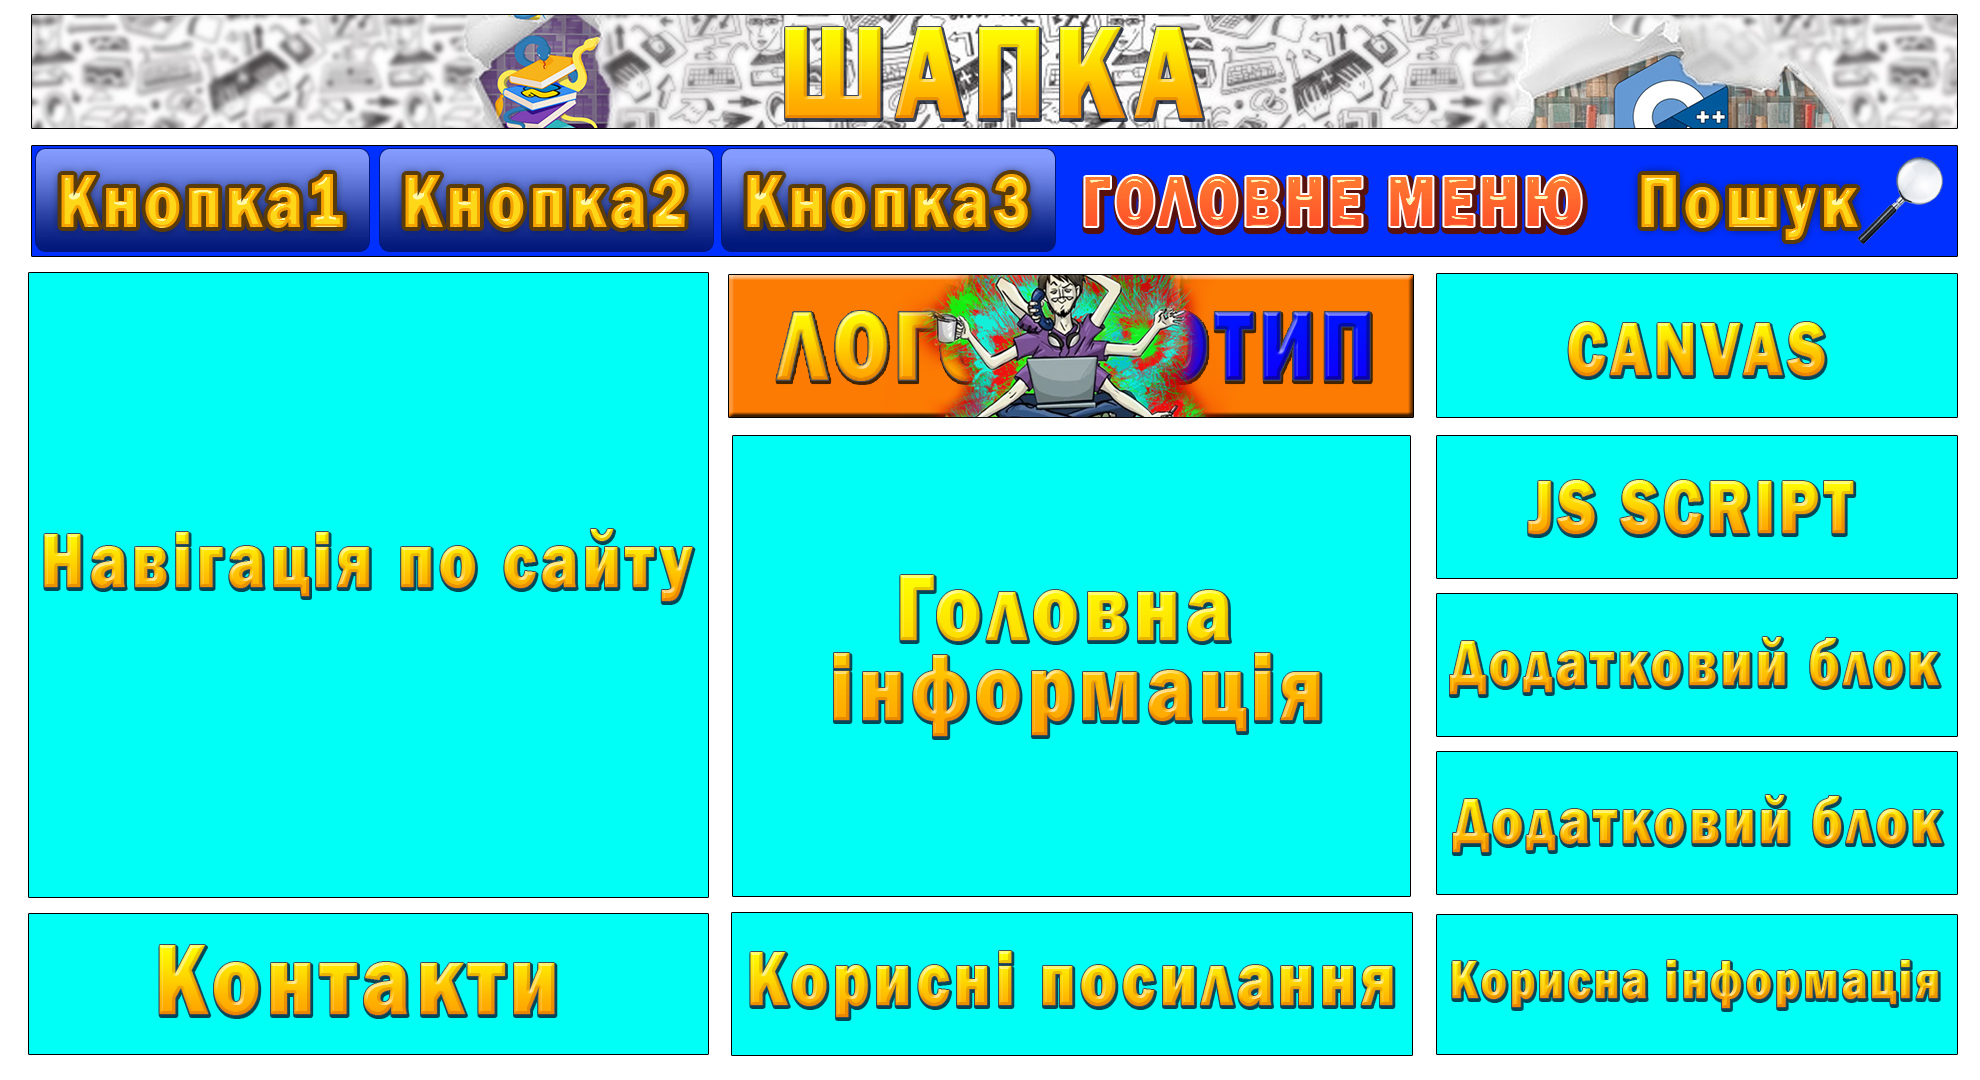 ШАПКА
C++
Кнопка1 Кнопка2 Кнопка3 ГОЛОВНЕ МЕНЮ Пошук
ЛОГОТИП
CANVAS
Навігація по сайту
Головна
інформація
JS SCRIPT
Додатковий блок
Додатковий блок
Контакти
Корисні посилання
Корисна інформація